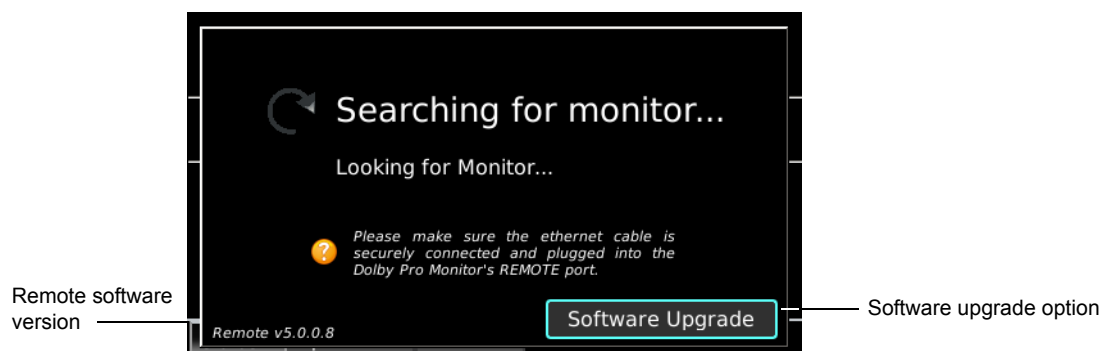 Searching for monitor...
Looking for Monitor...
Please make sure the ethernet cable is
securely connected and plugged into the
Dolby Pro Monitor's REMOTE port.
Remote software
version
Software upgrade option
Software Upgrade
Remote v5.0.0.8